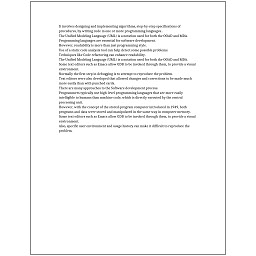 It involves designing and implementing algorithms, step-by-step specifications of
procedures, by writing code in one or more programming languages.
The Unified Modeling Language (UML) is a notation used for both the OOAD and MDA.
Programming languages are essential for software development.
However, readability is more than just programming style.
Use of a static code analysis tool can help detect some possible problems.
Techniques like Code refactoring can enhance readability.
The Unified Modeling Language (UML) is a notation used for both the OOAD and MDA.
Some text editors such as Emacs allow GDB to be invoked through them, to provide a visual
environment.
Normally the first step in debugging is to attempt to reproduce the problem.
Text editors were also developed that allowed changes and corrections to be made much
more easily than with punched cards.
There are many approaches to the Software development process.
Programmers typically use high-level programming languages that are more easily
intelligible to humans than machine code, which is directly executed by the central
processing unit.
However, with the concept of the stored-program computer introduced in 1949, both
programs and data were stored and manipulated in the same way in computer memory.
Some text editors such as Emacs allow GDB to be invoked through them, to provide a visual
environment.
Also, specific user environment and usage history can make it difficult to reproduce the
problem.